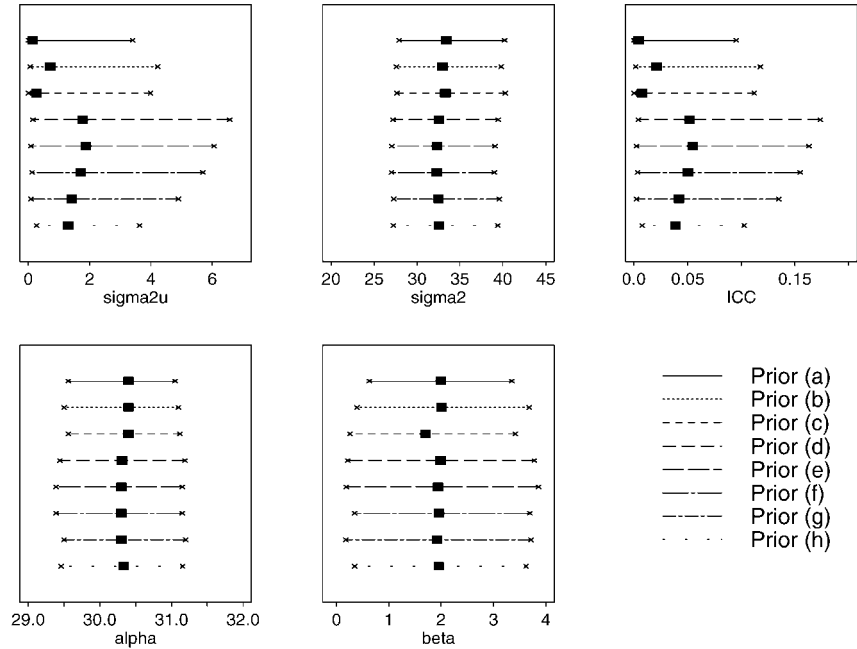 0 2 4 6
sigma2u
20 25 30 35 40 45
sigma2
0.0 0.05 0.15
ICC
29.0 30.0 31.0 32.0
alpha
0 1 2 3 4
beta
Prior (a)
Prior (b)
Prior (c)
Prior (d)
Prior (e)
Prior (f)
Prior (g)
Prior (h)